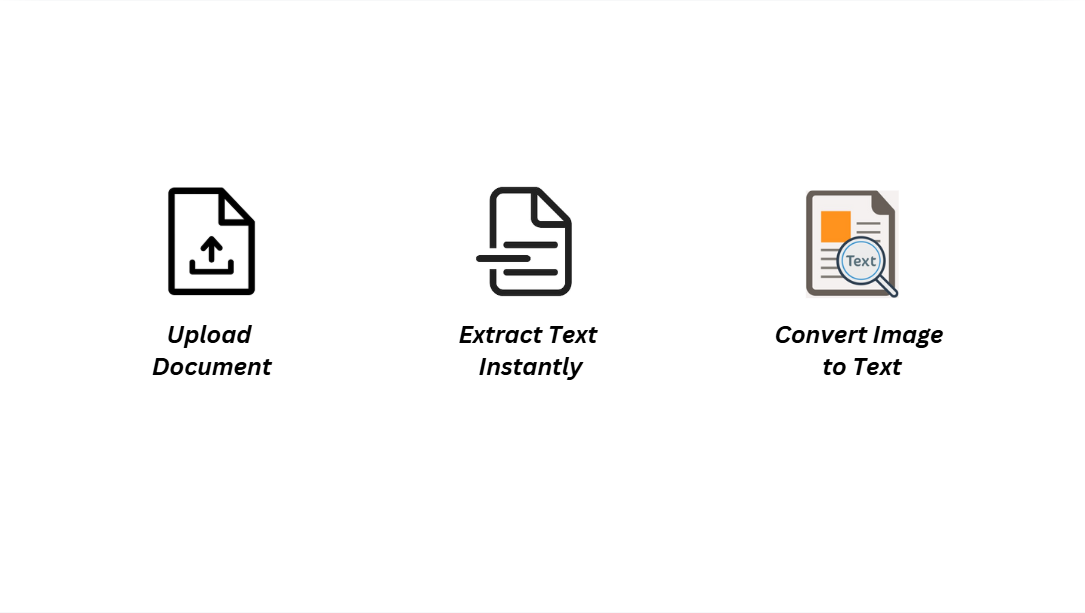 Upload
Document
Extract Text
Instantly
Text
Convert Image
to Text